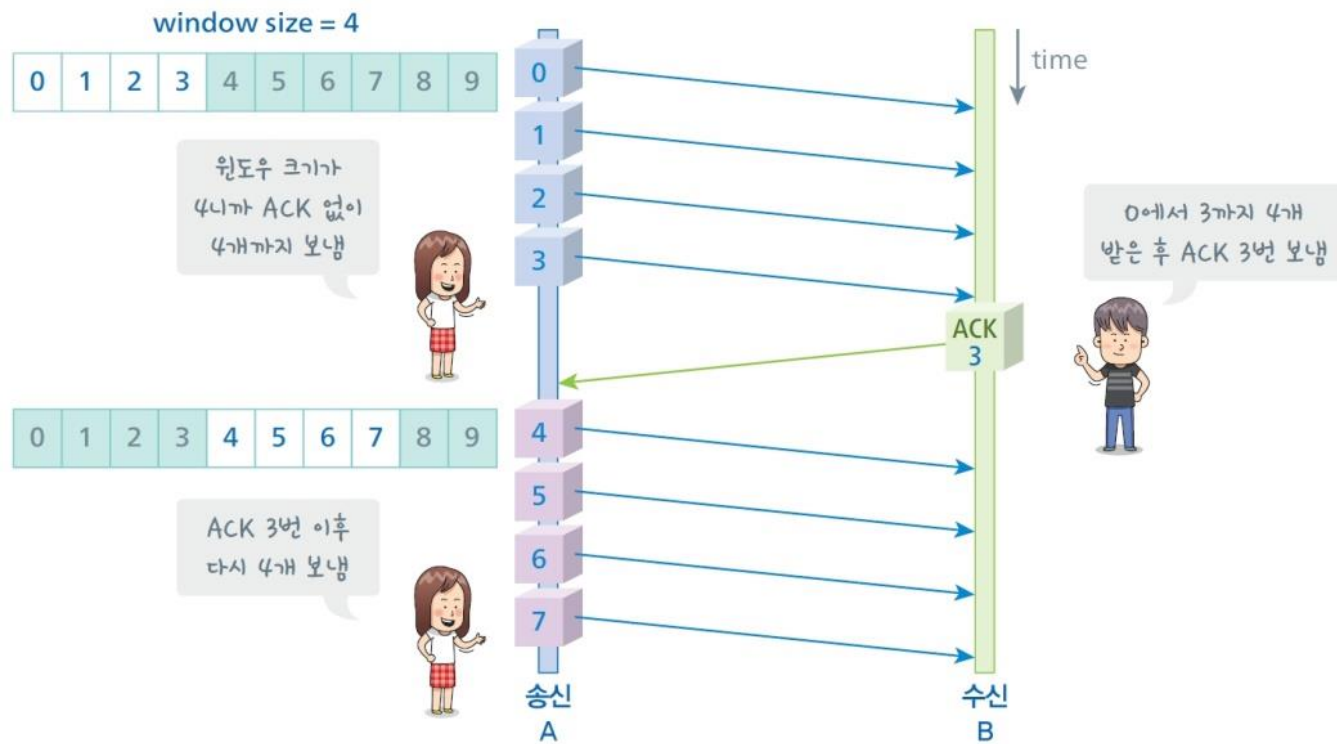 window size = 4
0 1 2 3 4 5 6 7 8 9
윈도우 크기가
4니까 ACK 없이
4개까지 보냄
0
1
2
3
time
0에서 3까지 4개
받은 후 ACK 3번 보냄
ACK
3
0 1 2 3 4 5 6 7 8 9
ACK 3번 이후
다시 4개 보냄
4
5
6
7
송신
A
수신
B